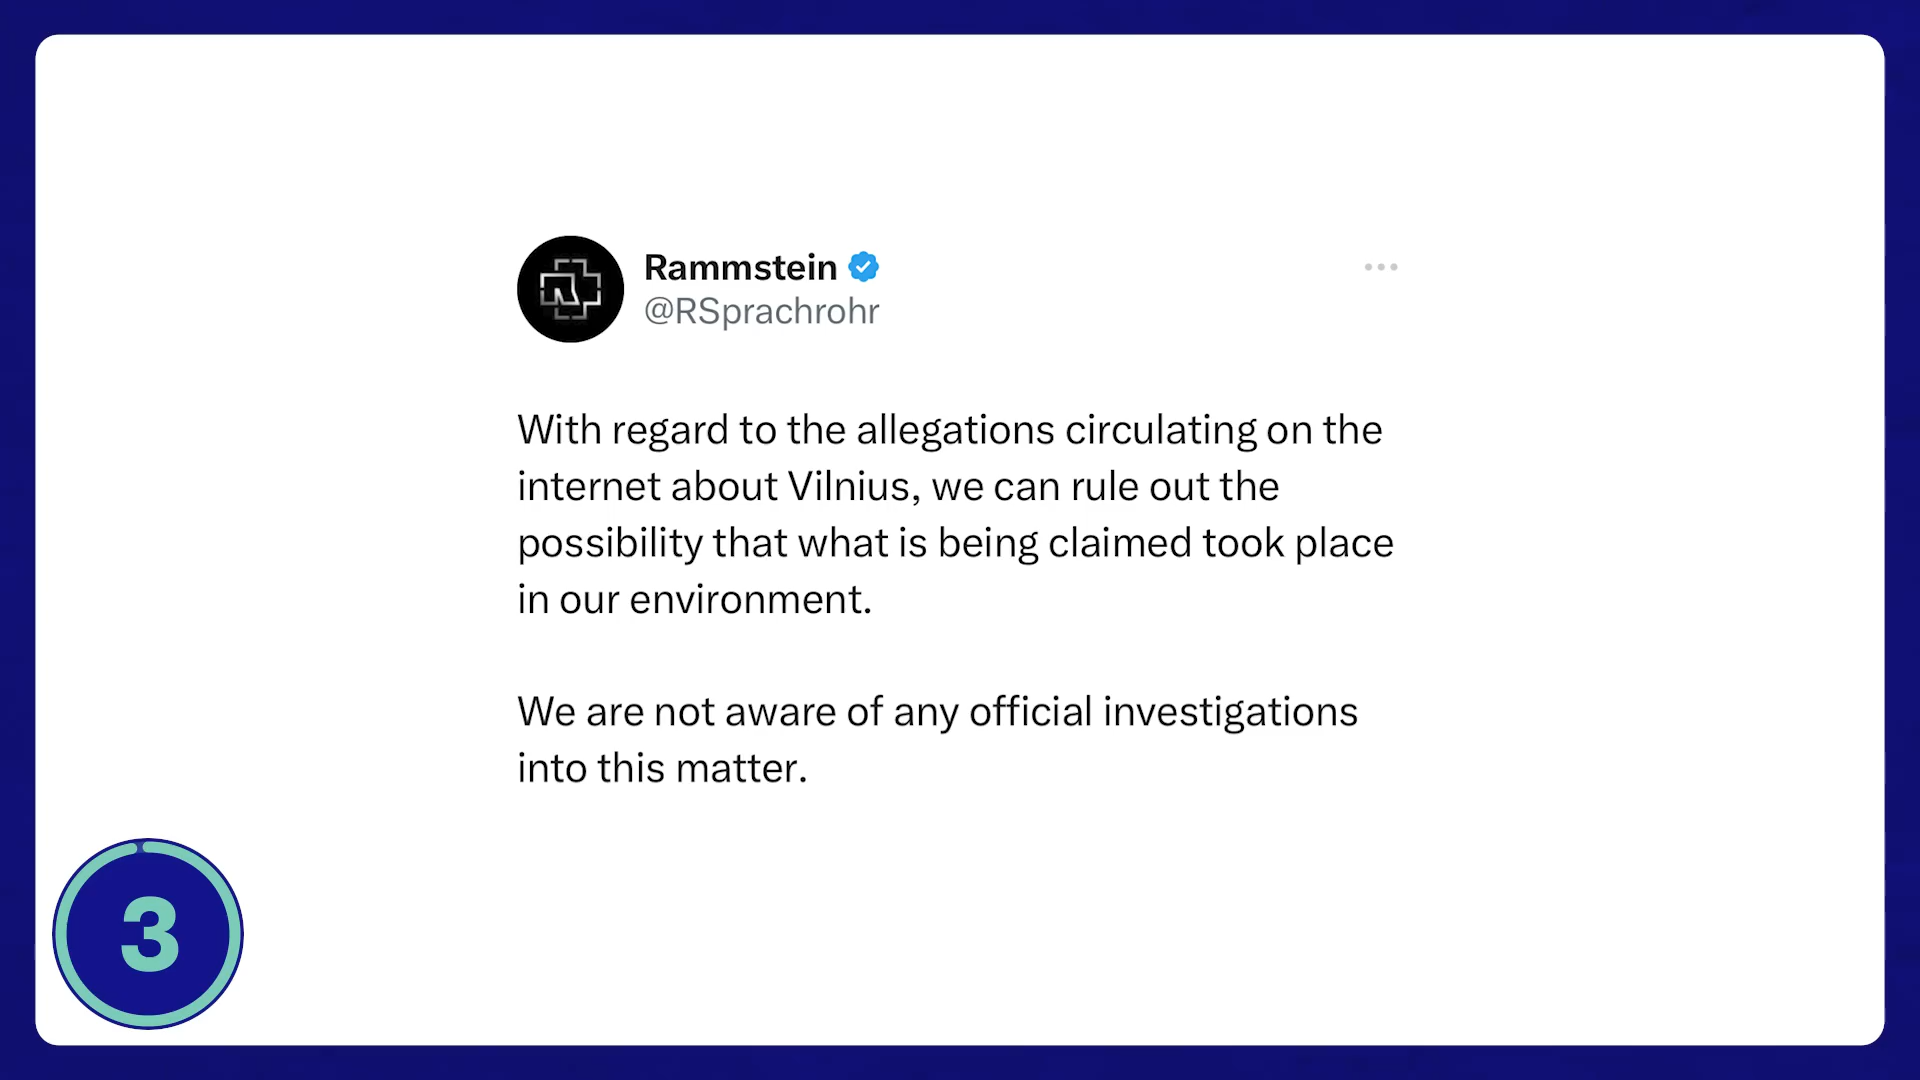 Rammstein
@RSprachrohr
With regard to the allegations circulating on the
internet about Vilnius, we can rule out the
possibility that what is being claimed took place
in our environment.
We are not aware of any official investigations
into this matter.
3